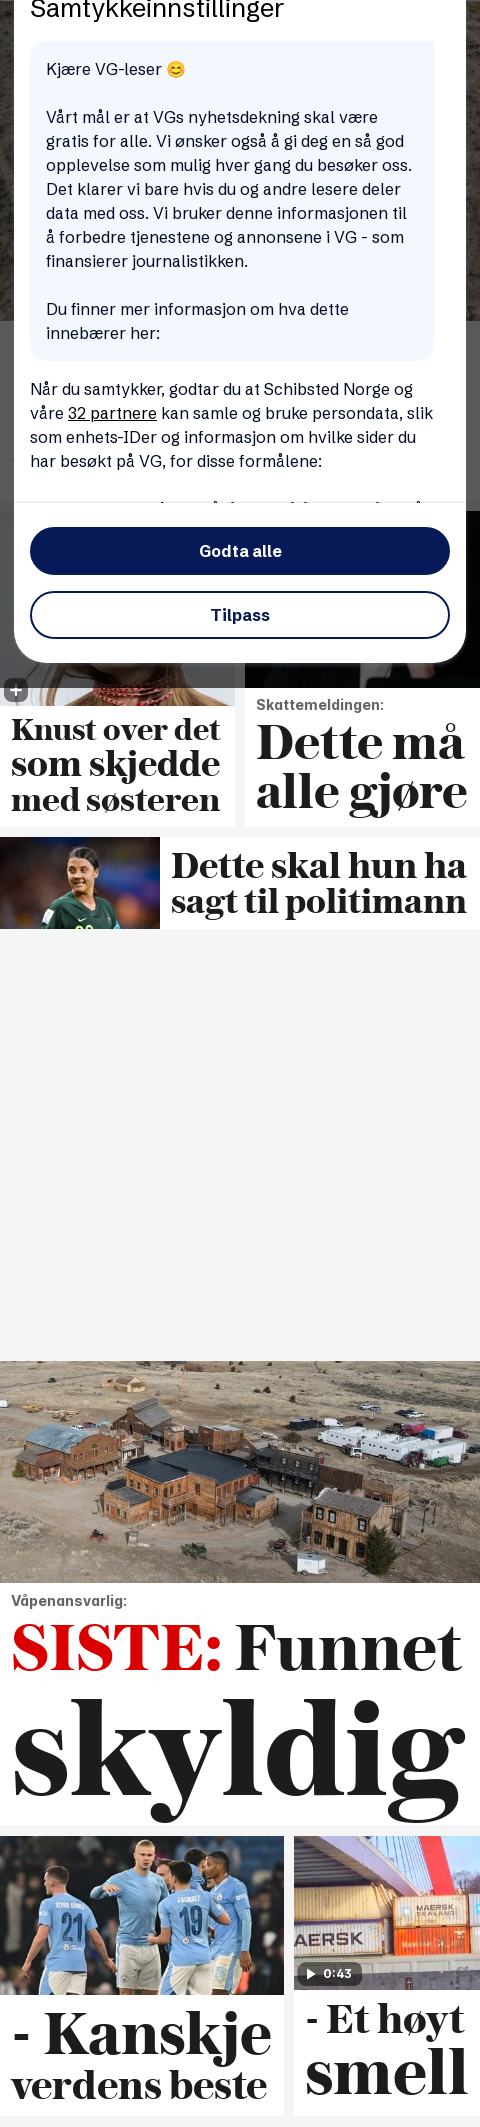 Samtykkeinnstillinger
Kjære VG-leser 😊
Vårt mål er at VGs nyhetsdekning skal være
gratis for alle. Vi ønsker også å gi deg en så god
opplevelse som mulig hver gang du besøker oss.
Det klarer vi bare hvis du og andre lesere deler
data med oss. Vi bruker denne informasjonen til
å forbedre tjenestene og annonsene i VG - som
finansierer journalistikken.
Du finner mer informasjon om hva dette
innebærer her:
Når du samtykker, godtar du at Schibsted Norge og
våre 32 partnere kan samle og bruke persondata, slik
som enhets-IDer og informasjon om hvilke sider du
har besøkt på VG, for disse formålene:
Godta alle
Tilpass
Knust over det
som skjedde
med søsteren
Skattemeldingen:
Dette må
alle gjøre
Dette skal hun ha
sagt til politimann
Våpenansvarlig:
SISTE: Funnet
skyldig
21
19
- Kanskje
verdens beste
MAERSK
SEALAND
AERSK
0:43
- Et høyt
smell